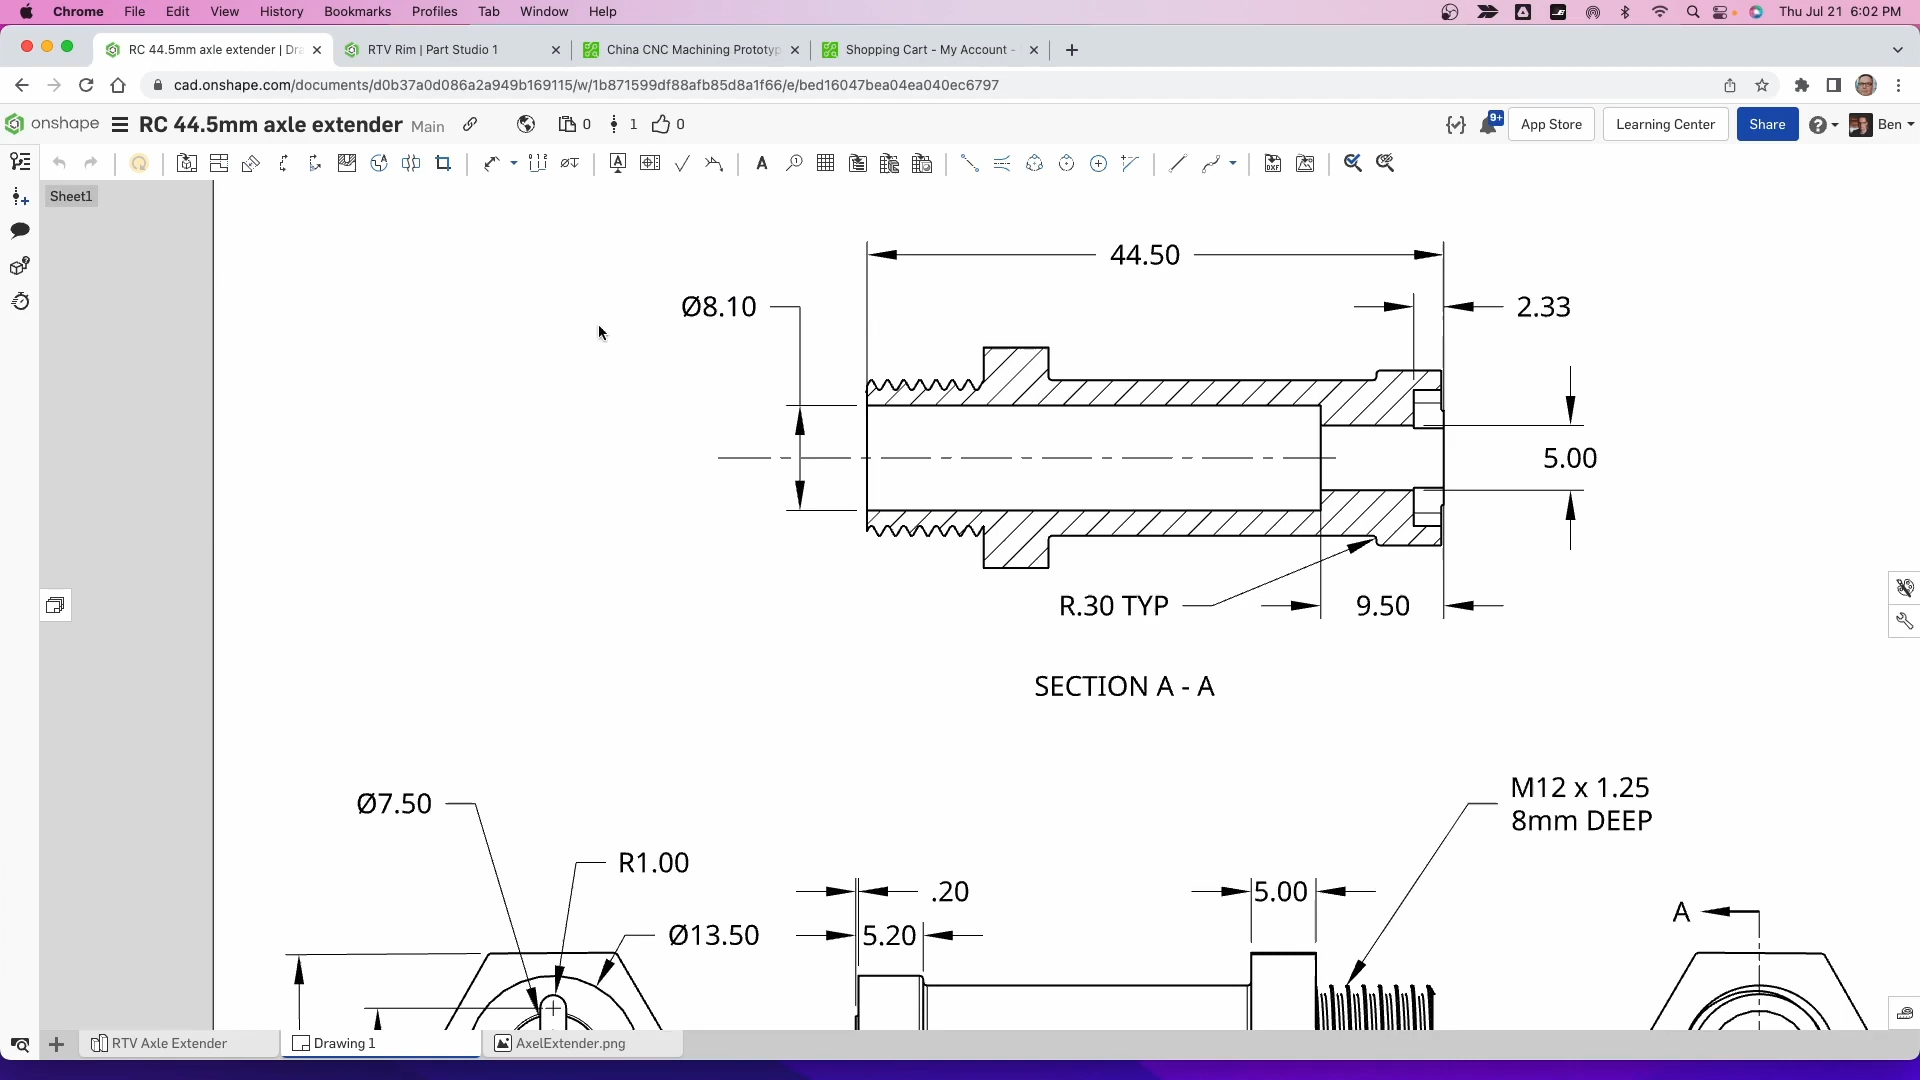 Chrome File Edit View History Bookmarks Profiles Tab Window Help Thu Jul 21 6:02 PM
RC 44.5mm axle extender | Dra RTV Rim | Part Studio 1 China CNC Machining Prototyp Shopping Cart - My Account -
cad.onshape.com/documents/d0b37a0d086a2a949b169115/w/1b871599df88afb85d8a1f66/e/bed16047bea04ea040ec6797
onshape RC 44.5mm axle extender Main 0 1 0 9+ App Store Learning Center Share Ben
Sheet1
44.50
Ø8.10
2.33
5.00
R.30 TYP
9.50
SECTION A - A
M12 x 1.25
8mm DEEP
Ø7.50
R1.00
.20
5.00
A
Ø13.50
5.20
RTV Axle Extender Drawing 1 AxelExtender.png